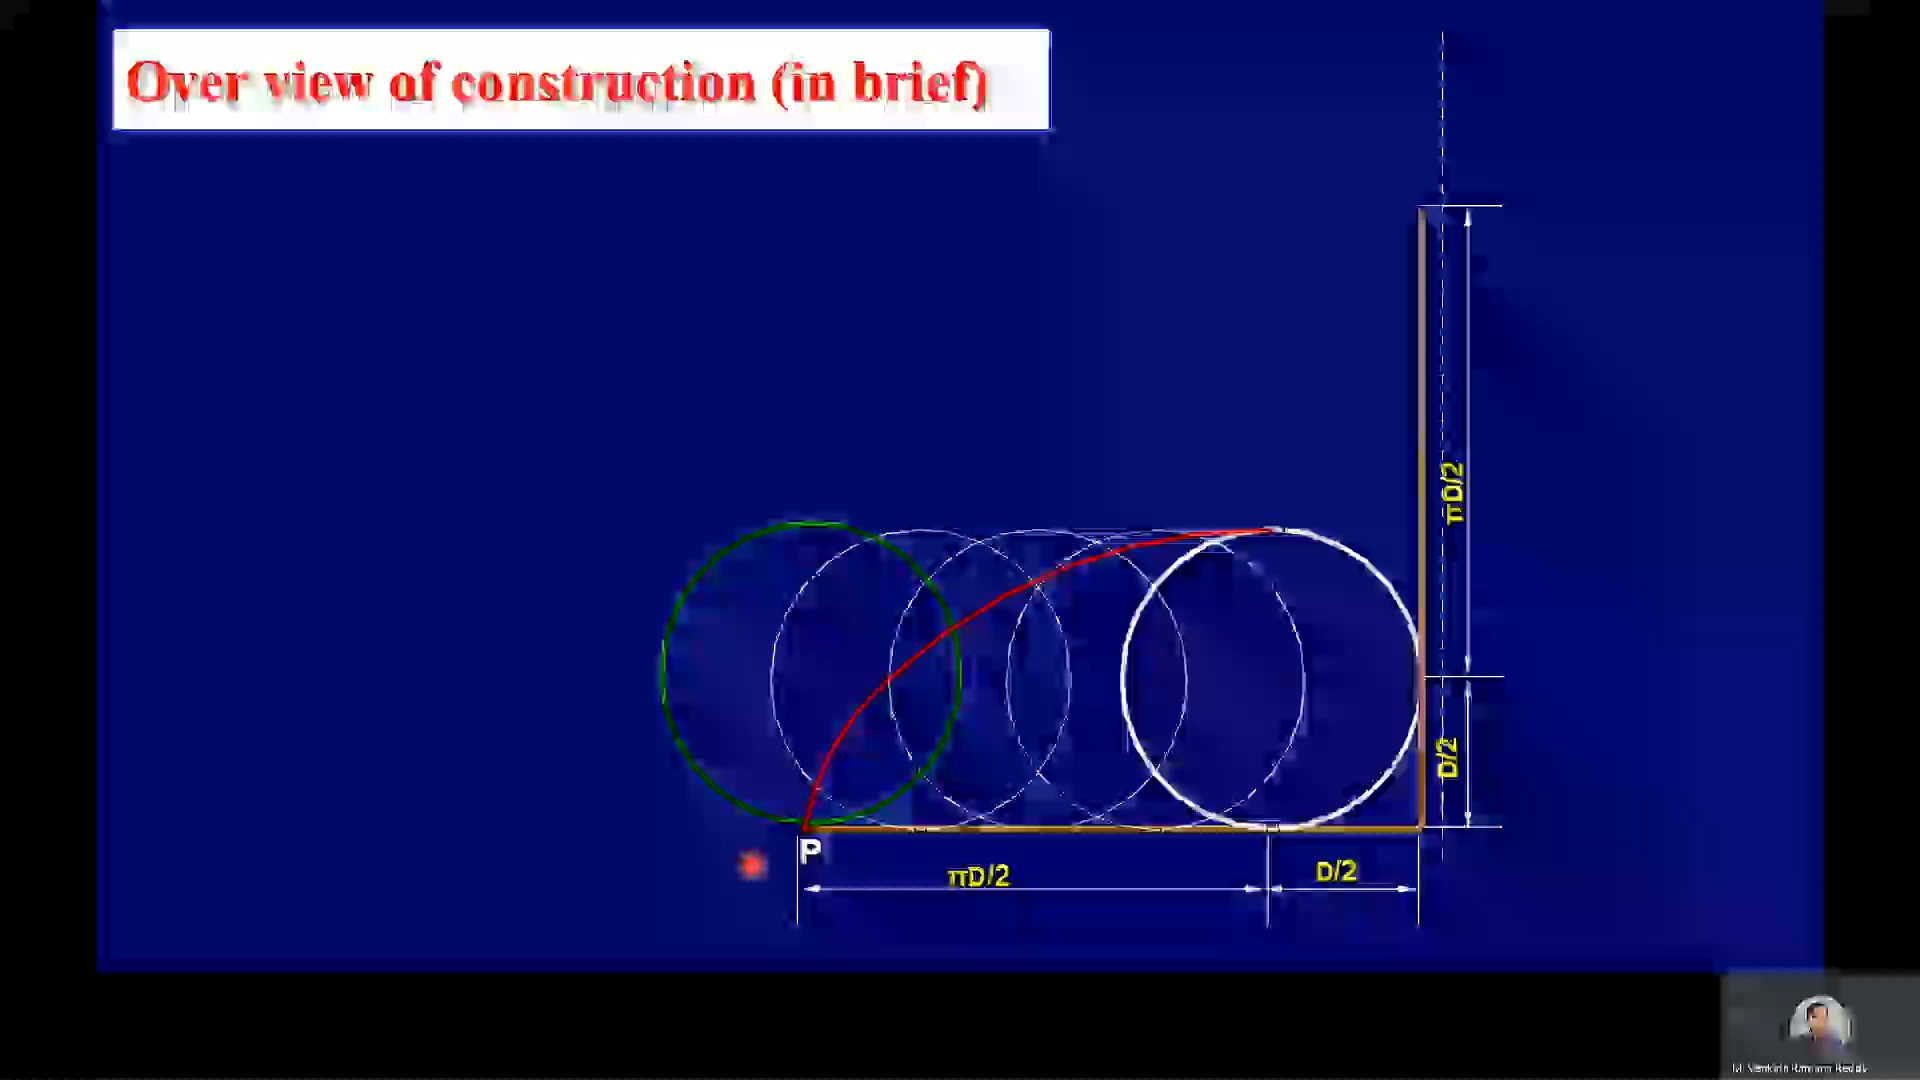 Over view of construction (in brief)
πD/2
D/2
P
πD/2
D/2